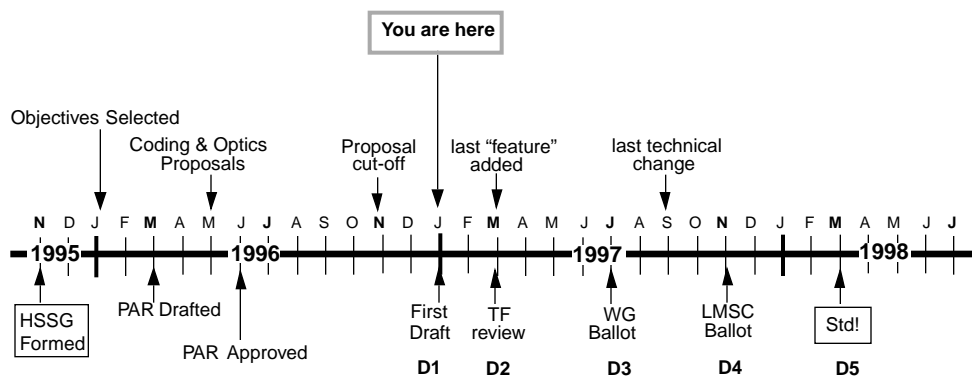 You are here
Objectives Selected
Coding & Optics
Proposals
Proposal
cut-off
last “feature”
added
last technical
change
N D J F M A M J J A S O N D J F M A M J J A S O N D J F M A M J J
1995 1996 1997 1998
HSSG
Formed
PAR Drafted
PAR Approved
First
Draft
D1
TF
review
D2
WG
Ballot
D3
LMSC
Ballot
D4
Std!
D5